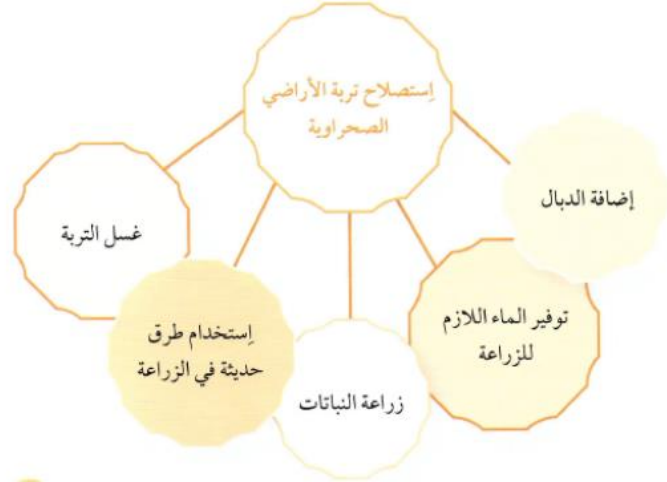 إستصلاح تربة الأراضي
الصحراوية
إضافة الدبال
توفير الماء اللازم
للزراعة
زراعة النباتات
إستخدام طرق
حديثة في الزراعة
غسل التربة